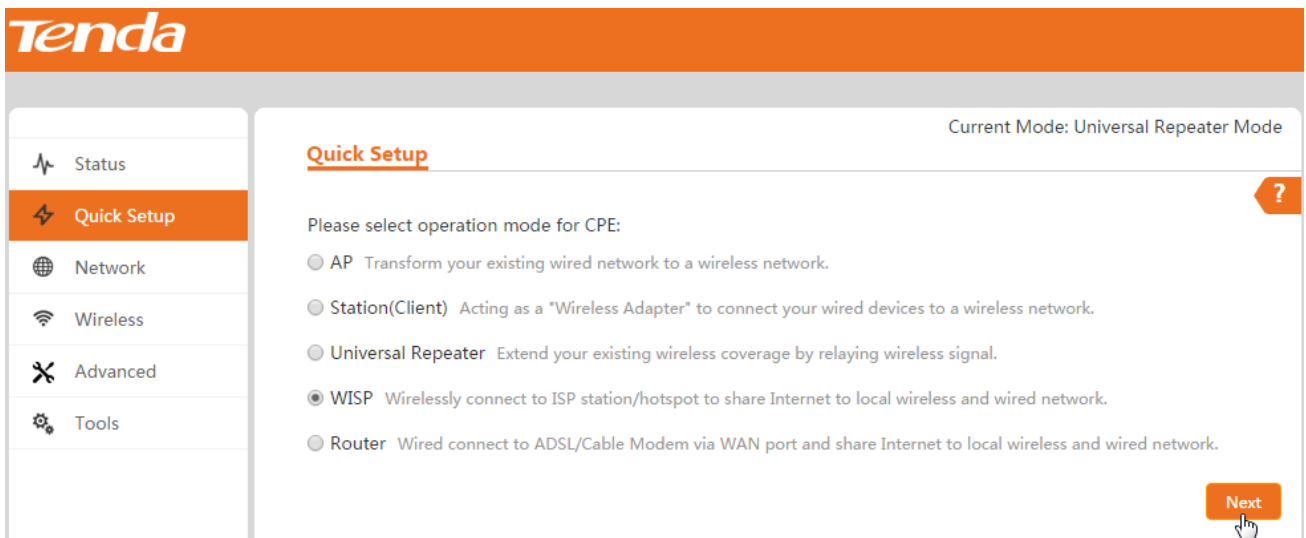 Tenda
Current Mode: Universal Repeater Mode
Quick Setup
Status
Quick Setup
Network
Wireless
Advanced
Tools
?
Please select operation mode for CPE:
AP Transform your existing wired network to a wireless network.
Station(Client) Acting as a "Wireless Adapter" to connect your wired devices to a wireless network.
Universal Repeater Extend your existing wireless coverage by relaying wireless signal.
WISP Wirelessly connect to ISP station/hotspot to share Internet to local wireless and wired network.
Router Wired connect to ADSL/Cable Modem via WAN port and share Internet to local wireless and wired network.
Next